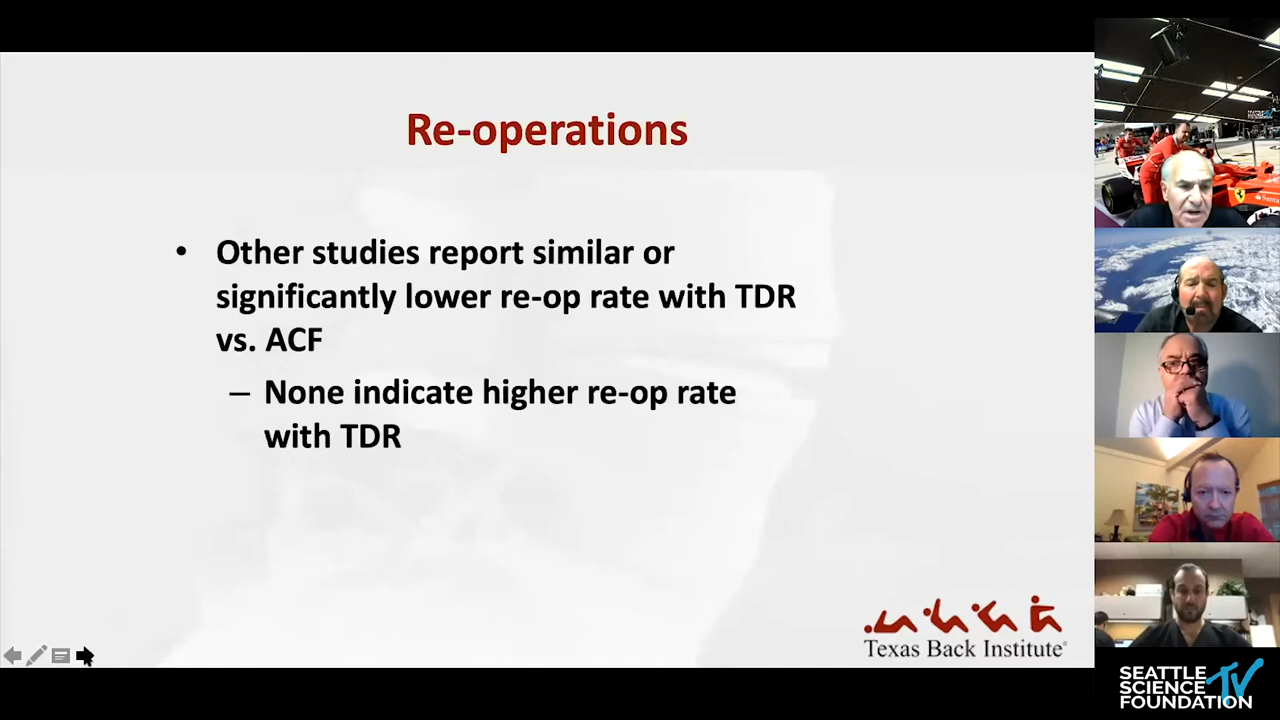 Re-operations
• Other studies report similar or
significantly lower re-op rate with TDR
vs. ACF
– None indicate higher re-op rate
with TDR
Texas Back Institute®
SEATTLE
SCIENCE
FOUNDATION
TV